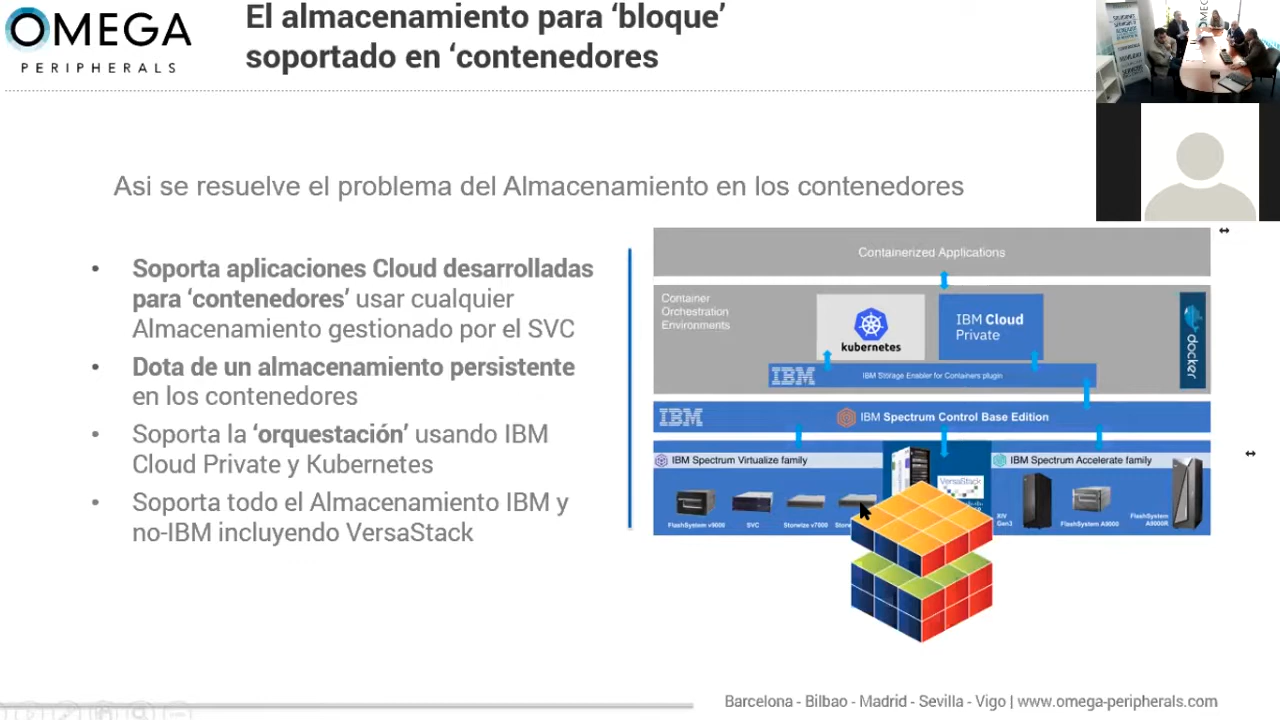 OMEGA
PERIPHERALS
El almacenamiento para ‘bloque’
soportado en ‘contenedores
Asi se resuelve el problema del Almacenamiento en los contenedores
• Soporta aplicaciones Cloud desarrolladas
para ‘contenedores’ usar cualquier
Almacenamiento gestionado por el SVC
• Dota de un almacenamiento persistente
en los contenedores
• Soporta la ‘orquestación’ usando IBM
Cloud Private y Kubernetes
• Soporta todo el Almacenamiento IBM y
no-IBM incluyendo VersaStack
Containerized Applications
Container
Orchestration
Environments
kubernetes
IBM Cloud
Private
docker
IBM
IBM Storage Enabler for Containers plugin
IBM
IBM Spectrum Control Base Edition
IBM Spectrum Virtualize family
FlashSystem v9000
SVC
Storwize v7000
VersaStack
IBM Spectrum Accelerate family
XIV
Gen3
FlashSystem A9000
FlashSystem
A9000R
Barcelona - Bilbao - Madrid - Sevilla - Vigo | www.omega-peripherals.com